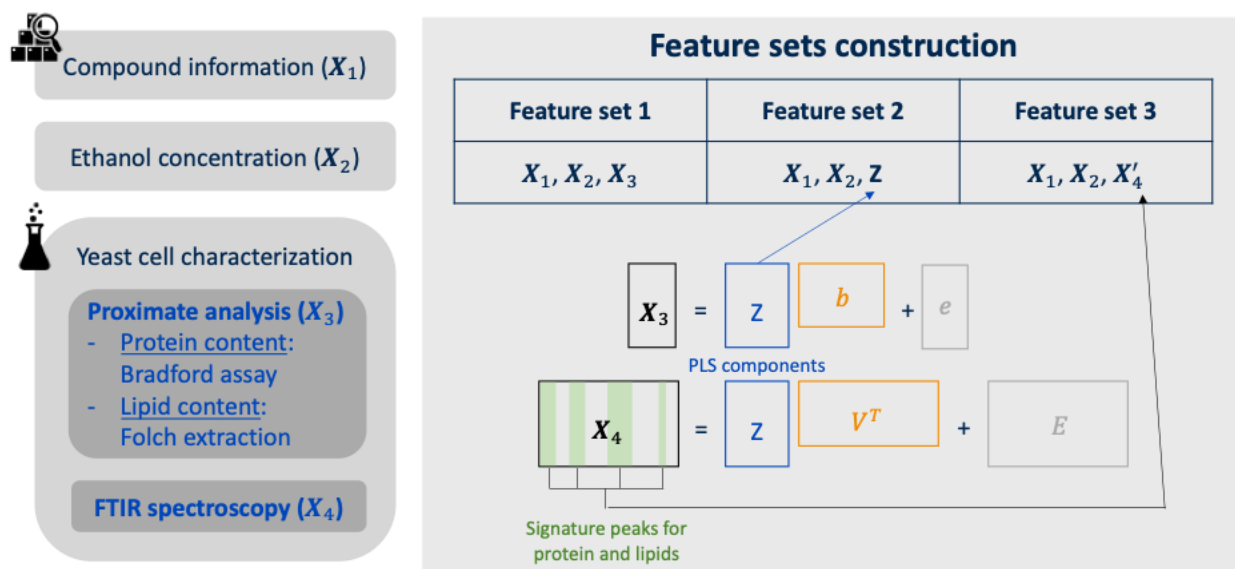 Compound information (X₁)
Ethanol concentration (X₂)
Yeast cell characterization
Proximate analysis (X₃)
- Protein content:
Bradford assay
- Lipid content:
Folch extraction
FTIR spectroscopy (X₄)
Feature sets construction
Feature set 1 Feature set 2 Feature set 3
X₁, X₂, X₃ X₁, X₂, Z X₁, X₂, X′₄
X₃ = Z b + e
PLS components
X₄ = Z Vᵀ + E
Signature peaks for
protein and lipids